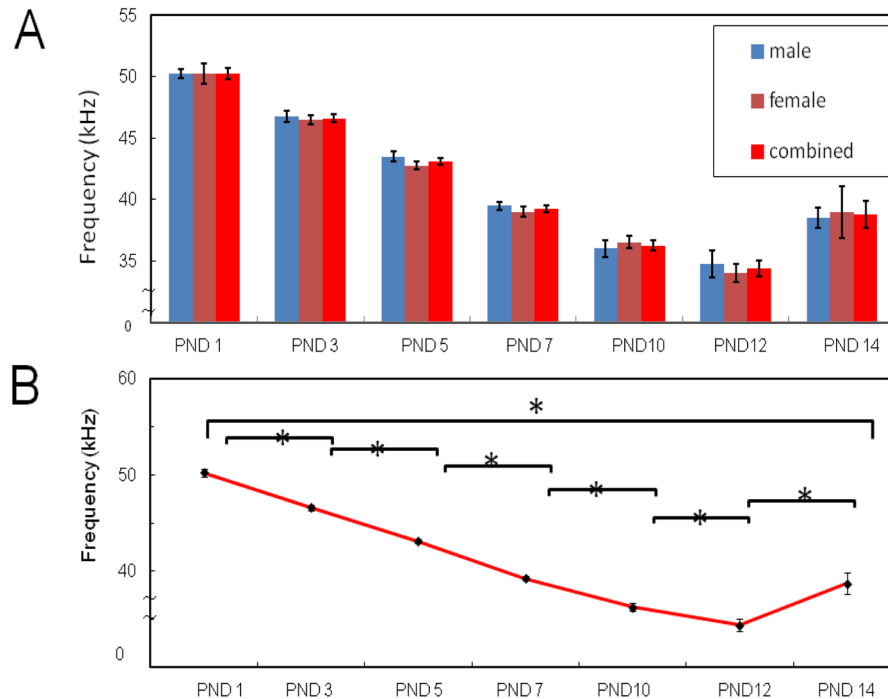 A
Frequency (kHz)
55
50
45
40
35
~
~
0
male
female
combined
PND 1 PND 3 PND 5 PND 7 PND10 PND12 PND 14
B
Frequency (kHz)
60
50
40
~
~
0
*
* * * * * *
PND 1 PND 3 PND 5 PND 7 PND10 PND12 PND 14